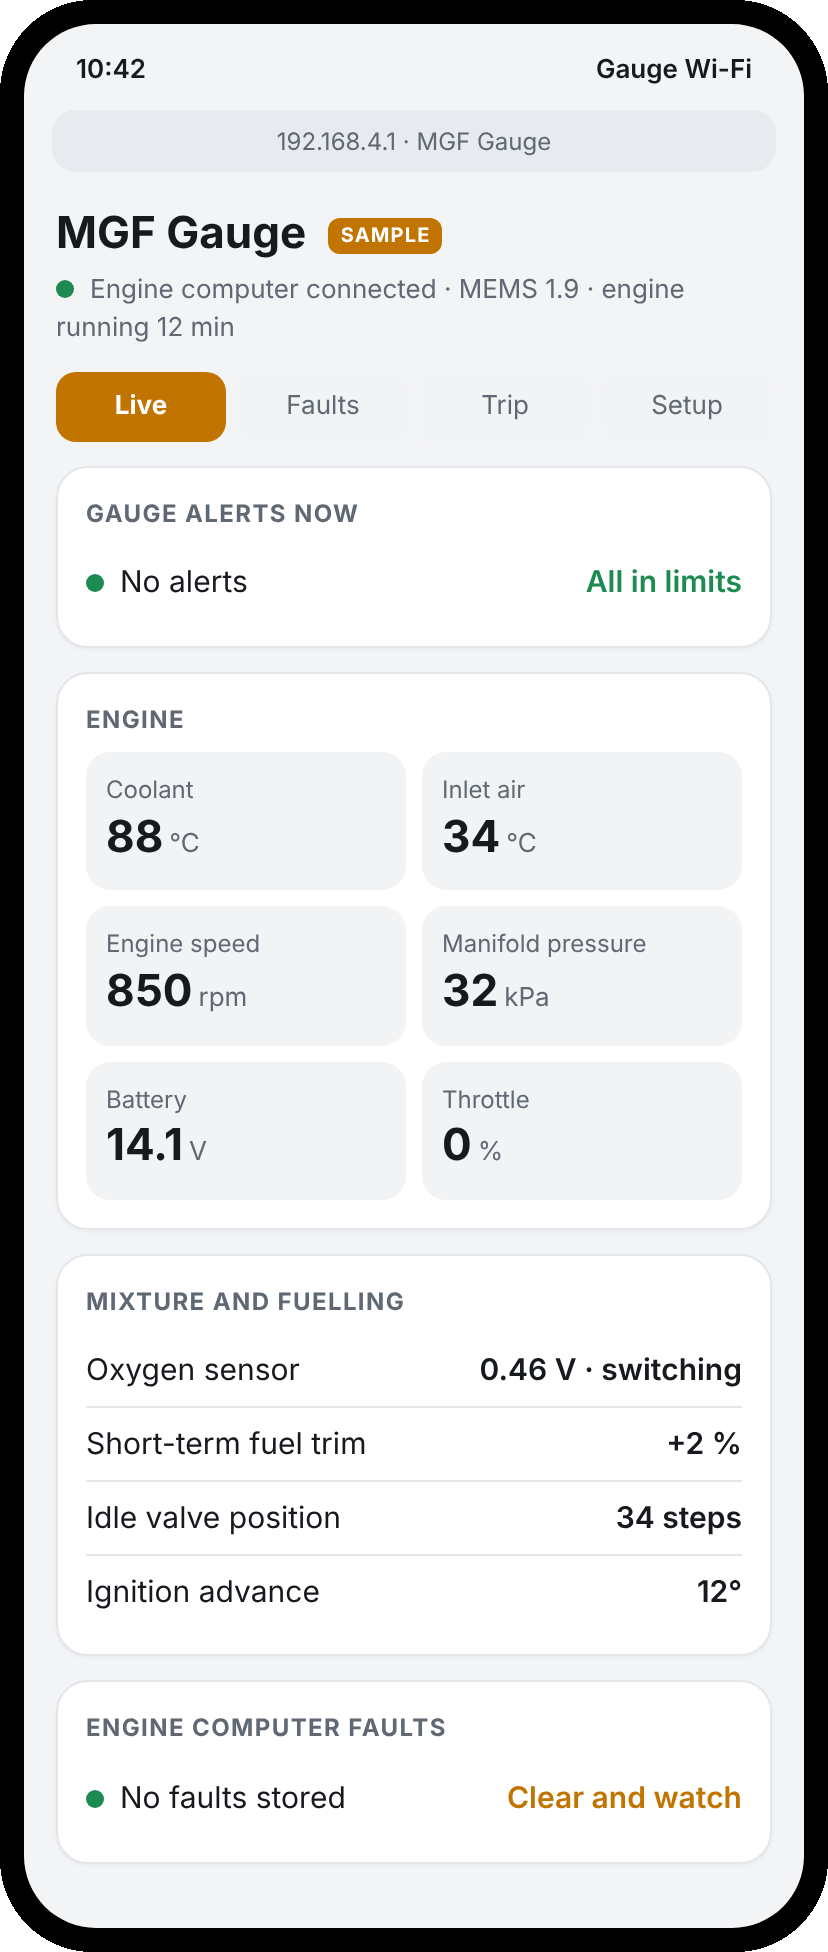 10:42 Gauge Wi-Fi
192.168.4.1 · MGF Gauge
MGF Gauge SAMPLE
Engine computer connected · MEMS 1.9 · engine
running 12 min
Live Faults Trip Setup
GAUGE ALERTS NOW
No alerts All in limits
ENGINE
Coolant Inlet air
88 °C 34 °C
Engine speed Manifold pressure
850 rpm 32 kPa
Battery Throttle
14.1 V 0 %
MIXTURE AND FUELLING
Oxygen sensor 0.46 V · switching
Short-term fuel trim +2 %
Idle valve position 34 steps
Ignition advance 12°
ENGINE COMPUTER FAULTS
No faults stored Clear and watch